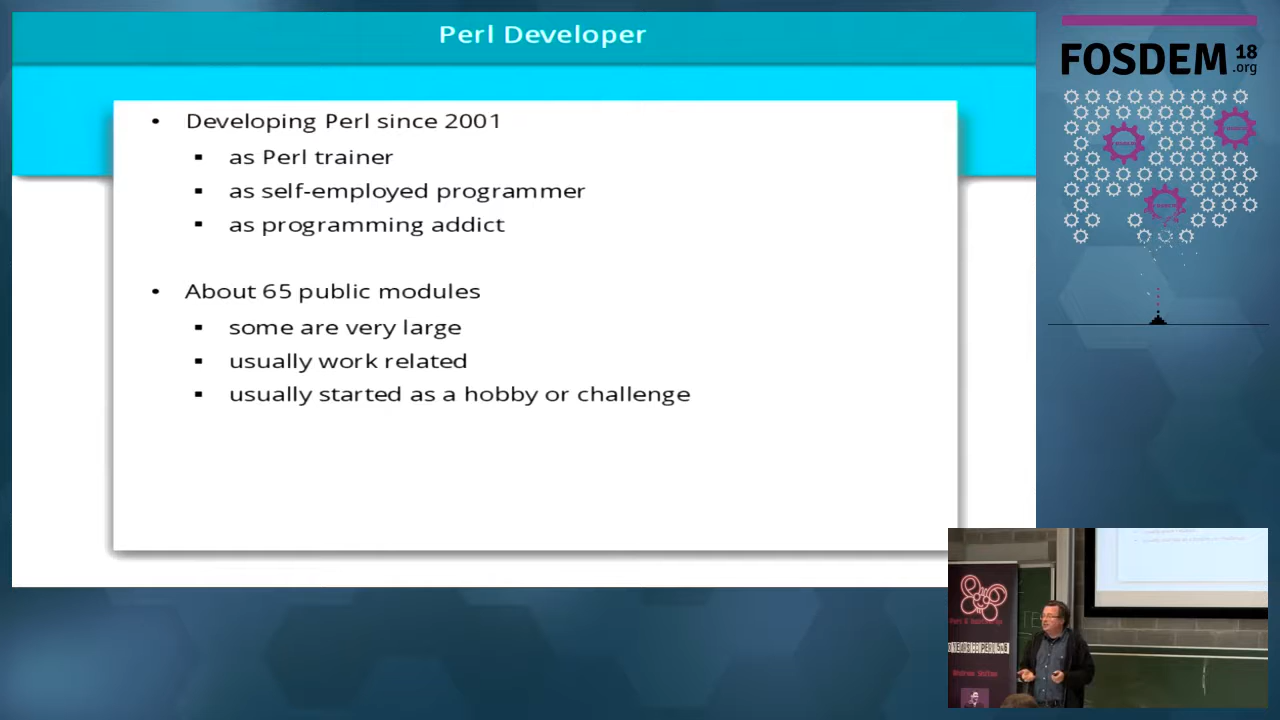 Perl Developer
• Developing Perl since 2001
▪ as Perl trainer
▪ as self-employed programmer
▪ as programming addict
• About 65 public modules
▪ some are very large
▪ usually work related
▪ usually started as a hobby or challenge
FOSDEM 18
.org